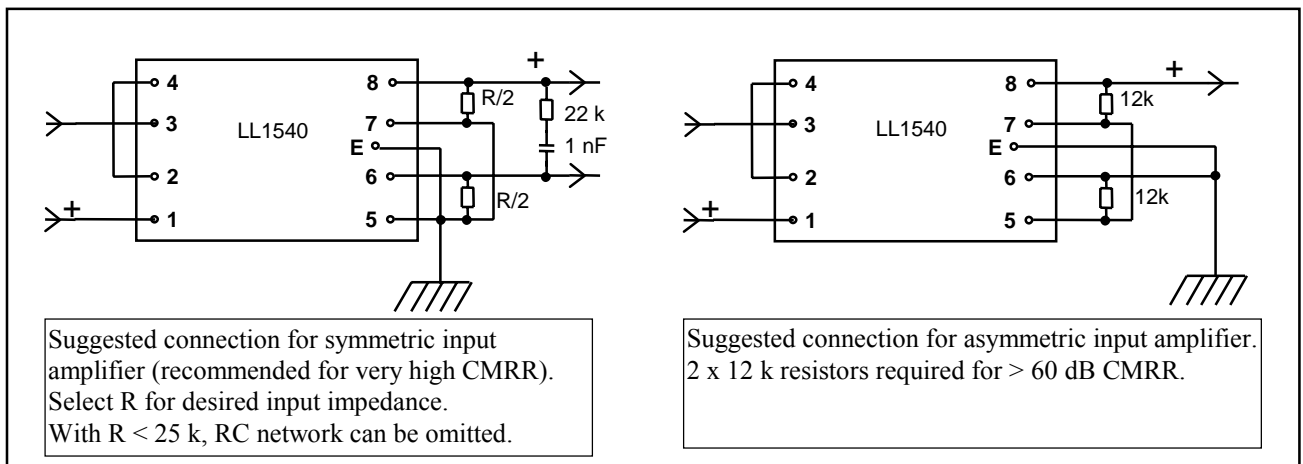 +
4
8
R/2
22 k
3
LL1540
7
E
1 nF
2
6
R/2
+
1
5
+
4
8
12k
3
LL1540
7
E
2
6
12k
+
1
5
Suggested connection for symmetric input
amplifier (recommended for very high CMRR).
Select R for desired input impedance.
With R < 25 k, RC network can be omitted.
Suggested connection for asymmetric input amplifier.
2 x 12 k resistors required for > 60 dB CMRR.